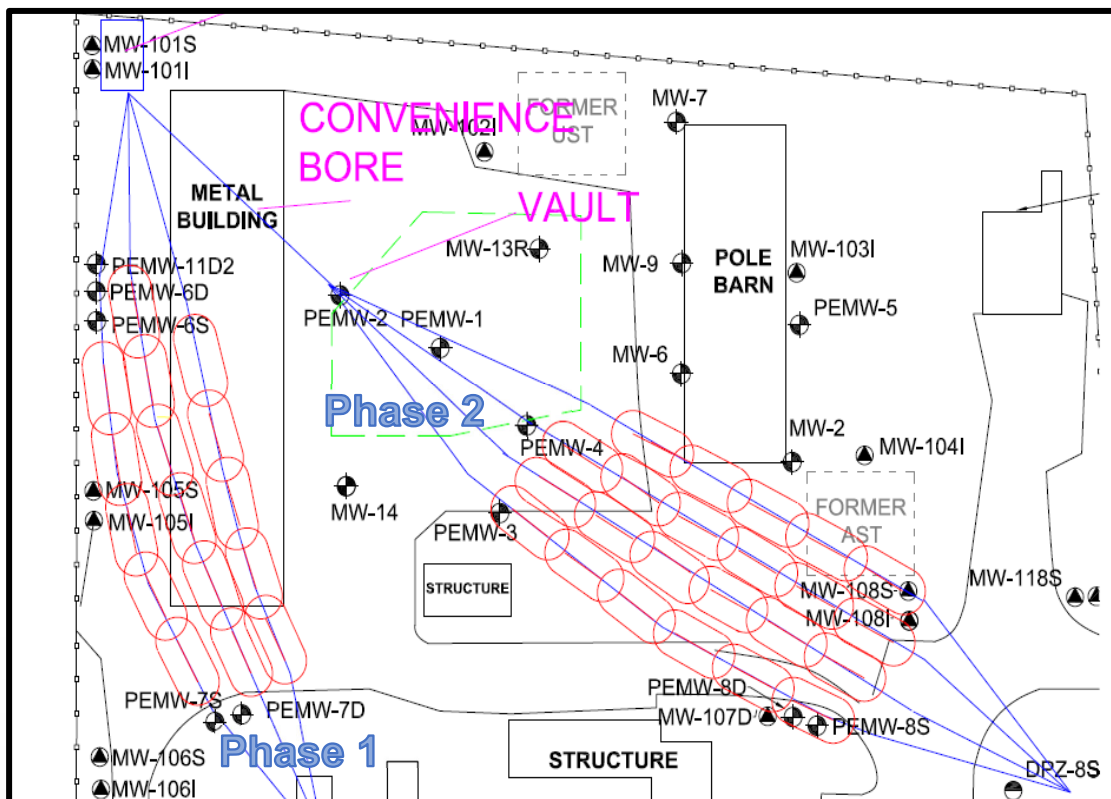 MW-101S
MW-101I
CONVENIENCE
BORE
FORMER
UST
MW-102I
MW-7
METAL
BUILDING
VAULT
MW-13R
MW-9
POLE
BARN
MW-103I
PEMW-11D2
PEMW-6D
PEMW-6S
PEMW-2
PEMW-1
PEMW-5
MW-6
Phase 2
PEMW-4
MW-2
MW-104I
MW-105S
MW-105I
MW-14
PEMW-3
FORMER
AST
STRUCTURE
MW-108S
MW-108I
MW-118S
PEMW-7S
PEMW-7D
PEMW-8D
MW-107D
PEMW-8S
Phase 1
STRUCTURE
MW-106S
MW-106I
DPZ-8S